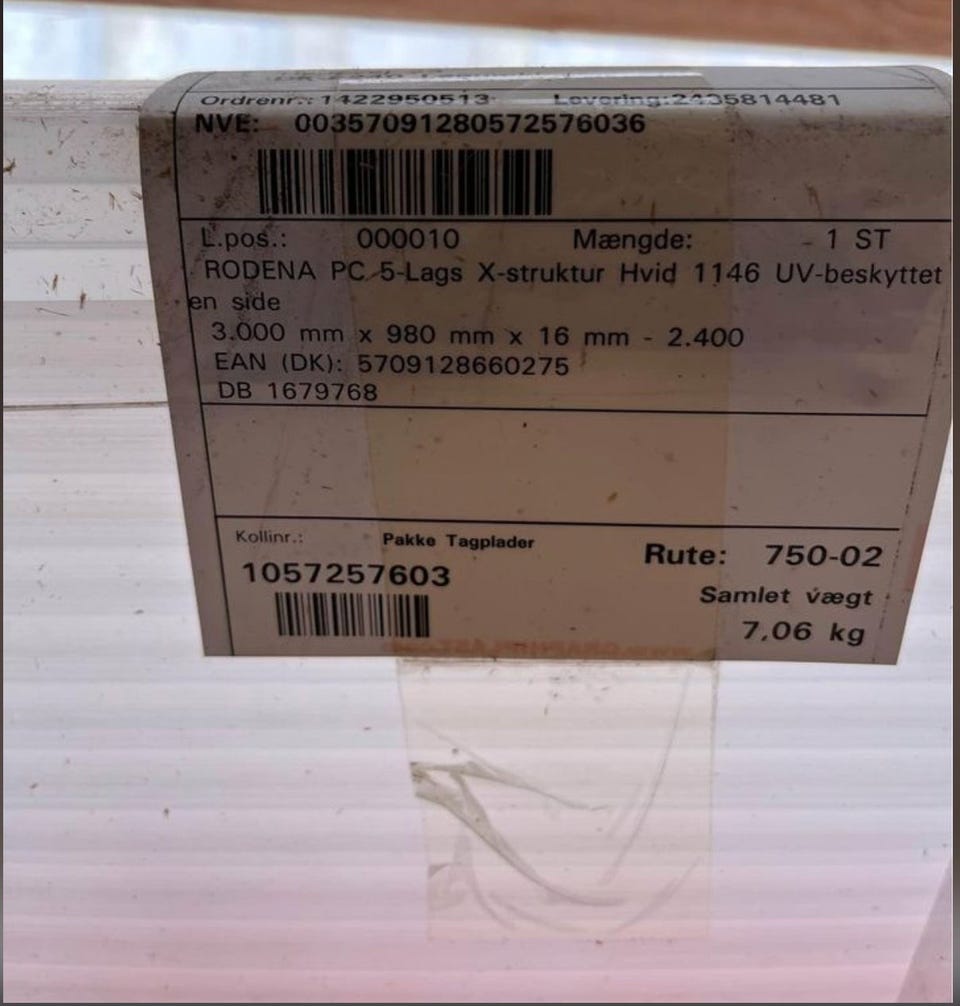 Ordrenr.: 1422950513 Levering:2435814481
NVE: 00357091280572576036
L.pos.: 000010 Mængde: 1 ST
RODENA PC 5-Lags X-struktur Hvid 1146 UV-beskyttet
en side
3.000 mm x 980 mm x 16 mm - 2.400
EAN (DK): 5709128660275
DB 1679768
Kollinr.: Pakke Tagplader Rute: 750-02
1057257603 Samlet vægt
7,06 kg